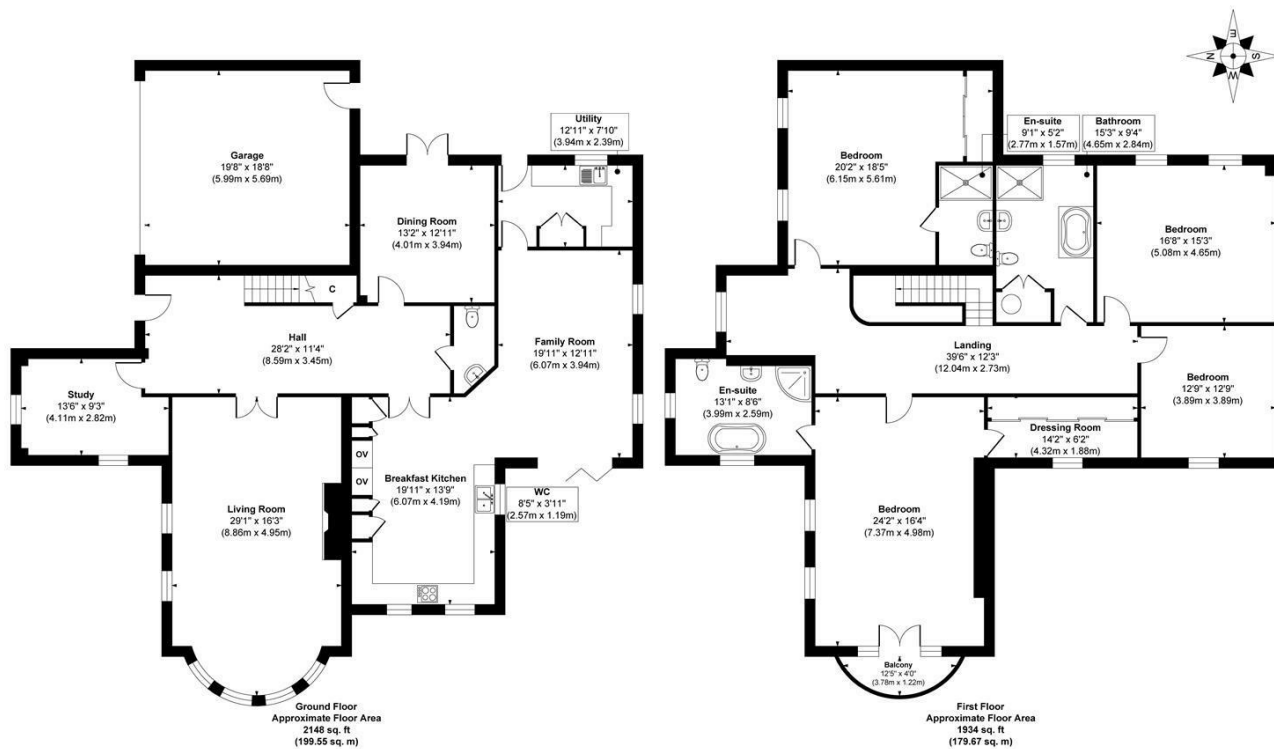 Garage
19'8" x 18'8"
(5.99m x 5.69m)
Utility
12'11" x 7'10"
(3.94m x 2.39m)
Dining Room
13'2" x 12'11"
(4.01m x 3.94m)
C
Hall
28'2" x 11'4"
(8.59m x 3.45m)
Family Room
19'11" x 12'11"
(6.07m x 3.94m)
Study
13'6" x 9'3"
(4.11m x 2.82m)
OV
OV
Breakfast Kitchen
19'11" x 13'9"
(6.07m x 4.19m)
WC
8'5" x 3'11"
(2.57m x 1.19m)
Living Room
29'1" x 16'3"
(8.86m x 4.95m)
Ground Floor
Approximate Floor Area
2148 sq. ft
(199.55 sq. m)
N
E
S
W
En-suite
9'1" x 5'2"
(2.77m x 1.57m)
Bathroom
15'3" x 9'4"
(4.65m x 2.84m)
Bedroom
20'2" x 18'5"
(6.15m x 5.61m)
Bedroom
16'8" x 15'3"
(5.08m x 4.65m)
Landing
39'6" x 12'3"
(12.04m x 2.73m)
Bedroom
12'9" x 12'9"
(3.89m x 3.89m)
En-suite
13'1" x 8'6"
(3.99m x 2.59m)
Dressing Room
14'2" x 6'2"
(4.32m x 1.88m)
Bedroom
24'2" x 16'4"
(7.37m x 4.98m)
Balcony
12'5" x 4'0"
(3.78m x 1.22m)
First Floor
Approximate Floor Area
1934 sq. ft
(179.67 sq. m)